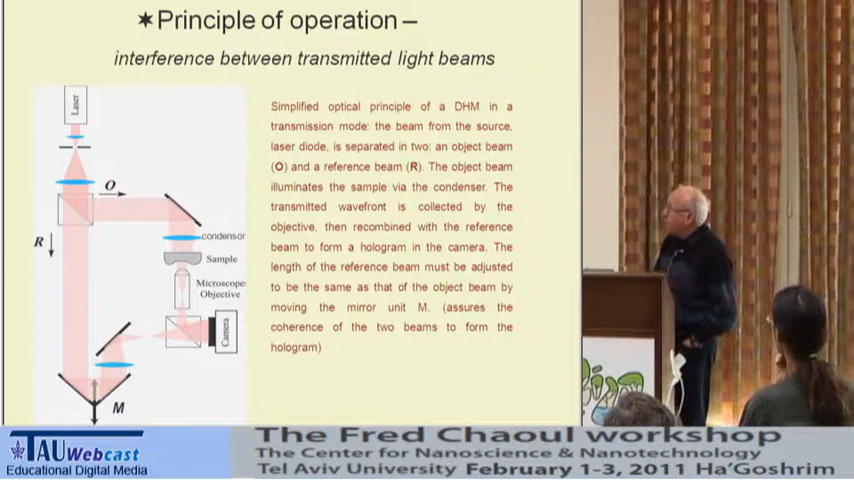 ✶Principle of operation –
interference between transmitted light beams
Laser
O
R
condensor
Sample
Microscope
Objective
Camera
M
Simplified optical principle of a DHM in a
transmission mode: the beam from the source,
laser diode, is separated in two: an object beam
(O) and a reference beam (R). The object beam
illuminates the sample via the condenser. The
transmitted wavefront is collected by the
objective, then recombined with the reference
beam to form a hologram in the camera. The
length of the reference beam must be adjusted
to be the same as that of the object beam by
moving the mirror unit M. (assures the
coherence of the two beams to form the
hologram)
TAU Webcast
Educational Digital Media
The Fred Chaoul workshop
The Center for Nanoscience & Nanotechnology
Tel Aviv University February 1-3, 2011 Ha'Goshrim